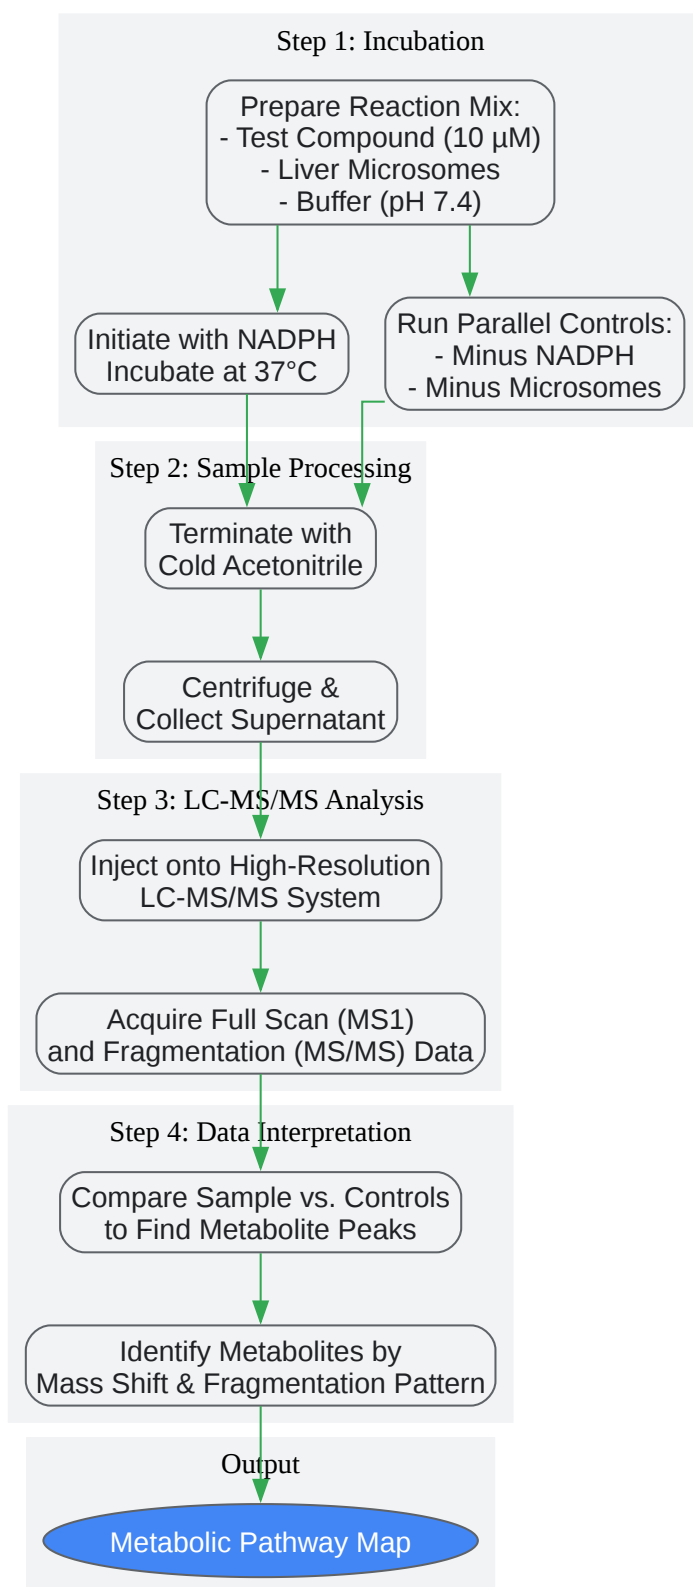 Step 1: Incubation
Prepare Reaction Mix:
- Test Compound (10 µM)
- Liver Microsomes
- Buffer (pH 7.4)
Initiate with NADPH
Incubate at 37°C
Run Parallel Controls:
- Minus NADPH
- Minus Microsomes
Step 2: Sample Processing
Terminate with
Cold Acetonitrile
Centrifuge &
Collect Supernatant
Step 3: LC-MS/MS Analysis
Inject onto High-Resolution
LC-MS/MS System
Acquire Full Scan (MS1)
and Fragmentation (MS/MS) Data
Step 4: Data Interpretation
Compare Sample vs. Controls
to Find Metabolite Peaks
Identify Metabolites by
Mass Shift & Fragmentation Pattern
Output
Metabolic Pathway Map